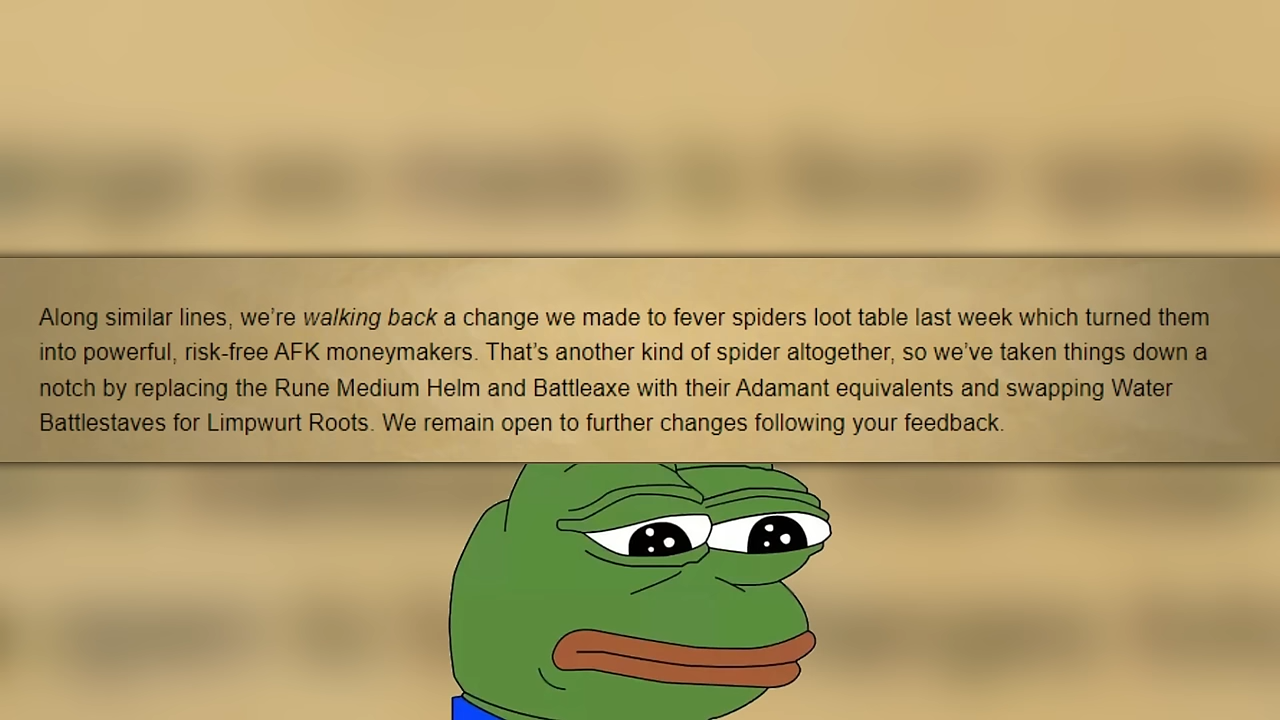 Along similar lines, we’re walking back a change we made to fever spiders loot table last week which turned them
into powerful, risk-free AFK moneymakers. That’s another kind of spider altogether, so we’ve taken things down a
notch by replacing the Rune Medium Helm and Battleaxe with their Adamant equivalents and swapping Water
Battlestaves for Limpwurt Roots. We remain open to further changes following your feedback.